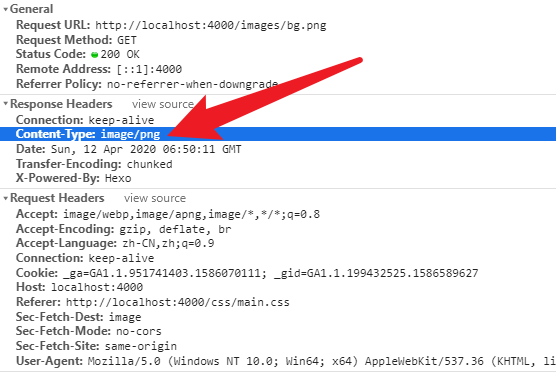 General
Request URL: http://localhost:4000/images/bg.png
Request Method: GET
Status Code: 200 OK
Remote Address: [::1]:4000
Referrer Policy: no-referrer-when-downgrade
Response Headers view source
Connection: keep-alive
Content-Type: image/png
Date: Sun, 12 Apr 2020 06:50:11 GMT
Transfer-Encoding: chunked
X-Powered-By: Hexo
Request Headers view source
Accept: image/webp,image/apng,image/*,*/*;q=0.8
Accept-Encoding: gzip, deflate, br
Accept-Language: zh-CN,zh;q=0.9
Connection: keep-alive
Cookie: _ga=GA1.1.951741403.1586070111; _gid=GA1.1.199432525.1586589627
Host: localhost:4000
Referer: http://localhost:4000/css/main.css
Sec-Fetch-Dest: image
Sec-Fetch-Mode: no-cors
Sec-Fetch-Site: same-origin
User-Agent: Mozilla/5.0 (Windows NT 10.0; Win64; x64) AppleWebKit/537.36 (KHTML, li